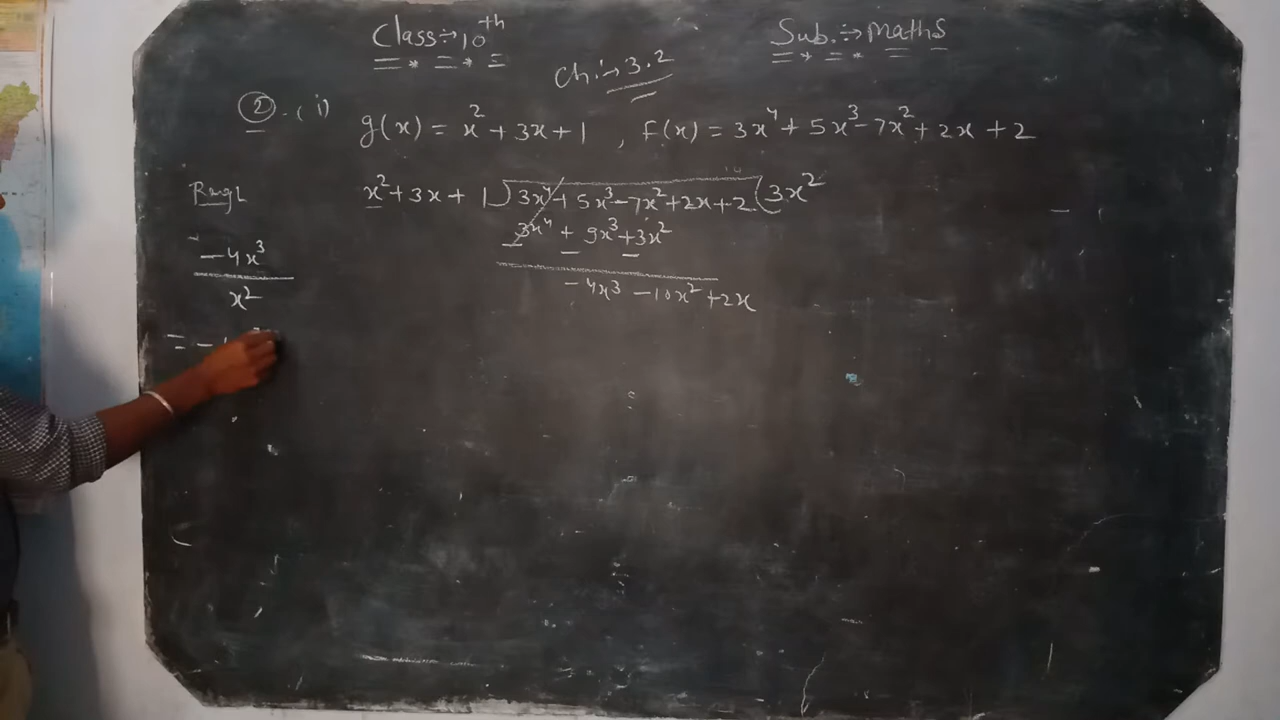 Class:-10th
Sub.:-Maths
Ch:-3.2
② -(i) g(x) = x² + 3x + 1 , f(x) = 3x⁴ + 5x³ - 7x² + 2x + 2
x² + 3x + 1 ) 3x⁴ + 5x³ - 7x² + 2x + 2 ( 3x²
3x⁴ + 9x³ + 3x²
- - -
-4x³ - 10x² + 2x
-4x³
x²
= -